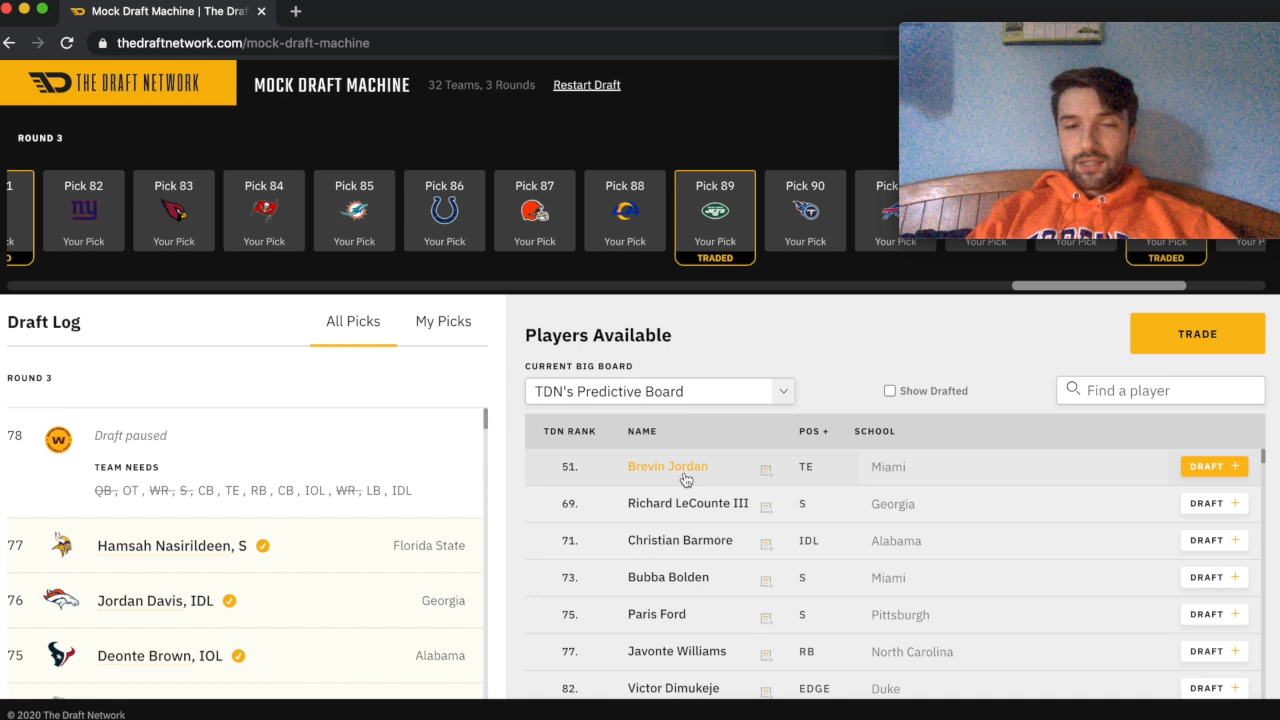 Mock Draft Machine | The Dra
thedraftnetwork.com/mock-draft-machine
THE DRAFT NETWORK
MOCK DRAFT MACHINE
32 Teams, 3 Rounds
Restart Draft
ROUND 3
1 Pick 82 Pick 83 Pick 84 Pick 85 Pick 86 Pick 87 Pick 88 Pick 89 Pick 90 Pick
ny
JETS
Your Pick Your Pick Your Pick Your Pick Your Pick Your Pick Your Pick Your Pick Your Pick Your Pick Your Pick Your Pick Your Pick
TRADED TRADED
Draft Log
All Picks
My Picks
ROUND 3
78 W Draft paused
TEAM NEEDS
QB, OT, WR, S, CB, TE, RB, CB, IOL, WR, LB, IDL
77 Hamsah Nasirildeen, S Florida State
76 Jordan Davis, IDL Georgia
75 Deonte Brown, IOL Alabama
Players Available
TRADE
CURRENT BIG BOARD
TDN's Predictive Board
Show Drafted
Find a player
TDN RANK NAME POS + SCHOOL
51. Brevin Jordan TE Miami DRAFT +
69. Richard LeCounte III S Georgia DRAFT +
71. Christian Barmore IDL Alabama DRAFT +
73. Bubba Bolden S Miami DRAFT +
75. Paris Ford S Pittsburgh DRAFT +
77. Javonte Williams RB North Carolina DRAFT +
82. Victor Dimukeje EDGE Duke DRAFT +
© 2020 The Draft Network